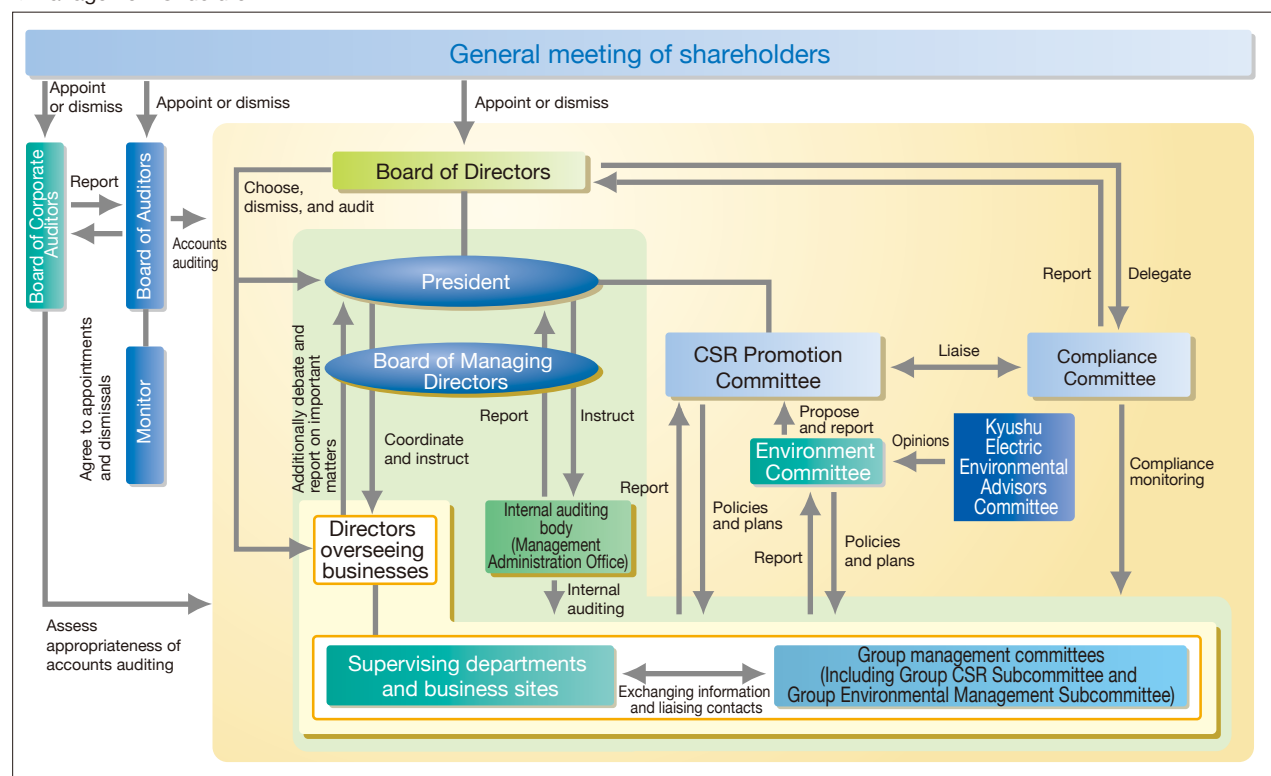 General meeting of shareholders
Appoint
or dismiss
Appoint or dismiss
Appoint or dismiss
Board of Corporate
Auditors
Report
Board of Auditors
Accounts
auditing
Agree to appointments
and dismissals
Monitor
Assess
appropriateness of
accounts auditing
Board of Directors
Choose,
dismiss, and audit
President
Board of Managing
Directors
Additionally debate and
report on important
matters
Coordinate
and instruct
Report
Instruct
Directors
overseeing
businesses
Internal auditing
body
(Management
Administration Office)
Internal
auditing
Report
Delegate
CSR Promotion
Committee
Liaise
Compliance
Committee
Propose
and report
Environment
Committee
Opinions
Kyushu
Electric
Environmental
Advisors
Committee
Compliance
monitoring
Report
Policies
and plans
Report
Policies
and plans
Supervising departments
and business sites
Exchanging information
and liaising contacts
Group management committees
(Including Group CSR Subcommittee and
Group Environmental Management Subcommittee)